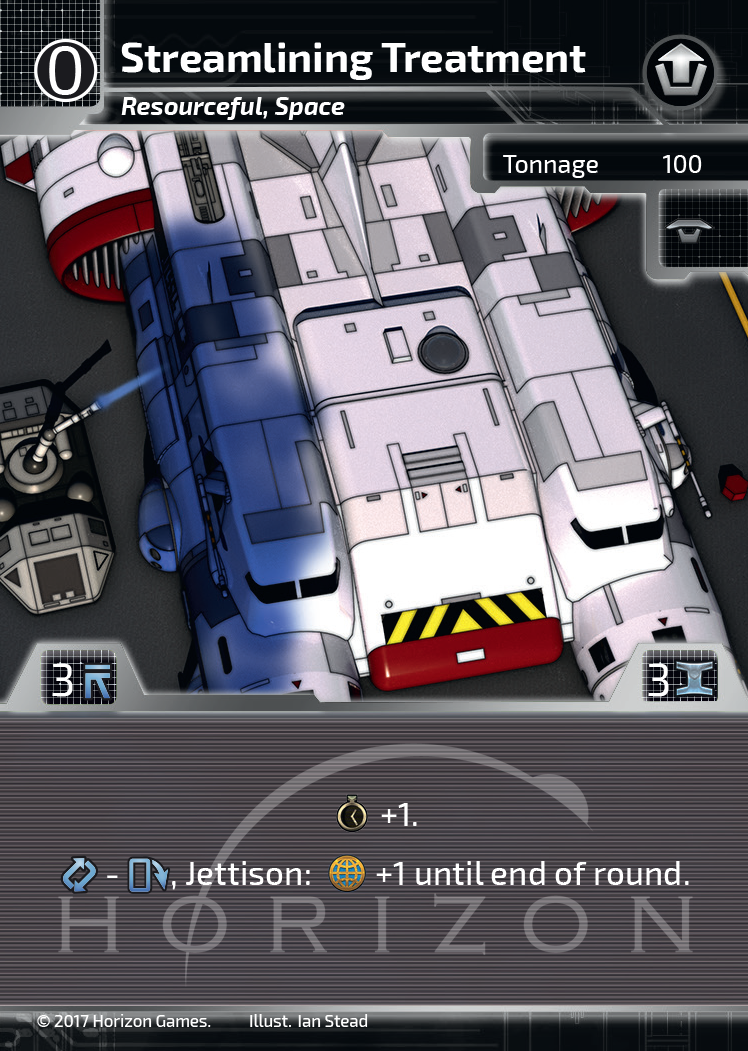 0
Streamlining Treatment
Resourceful, Space
Tonnage 100
3
3
+1.
- , Jettison: +1 until end of round.
HORIZON
© 2017 Horizon Games. Illust. Ian Stead